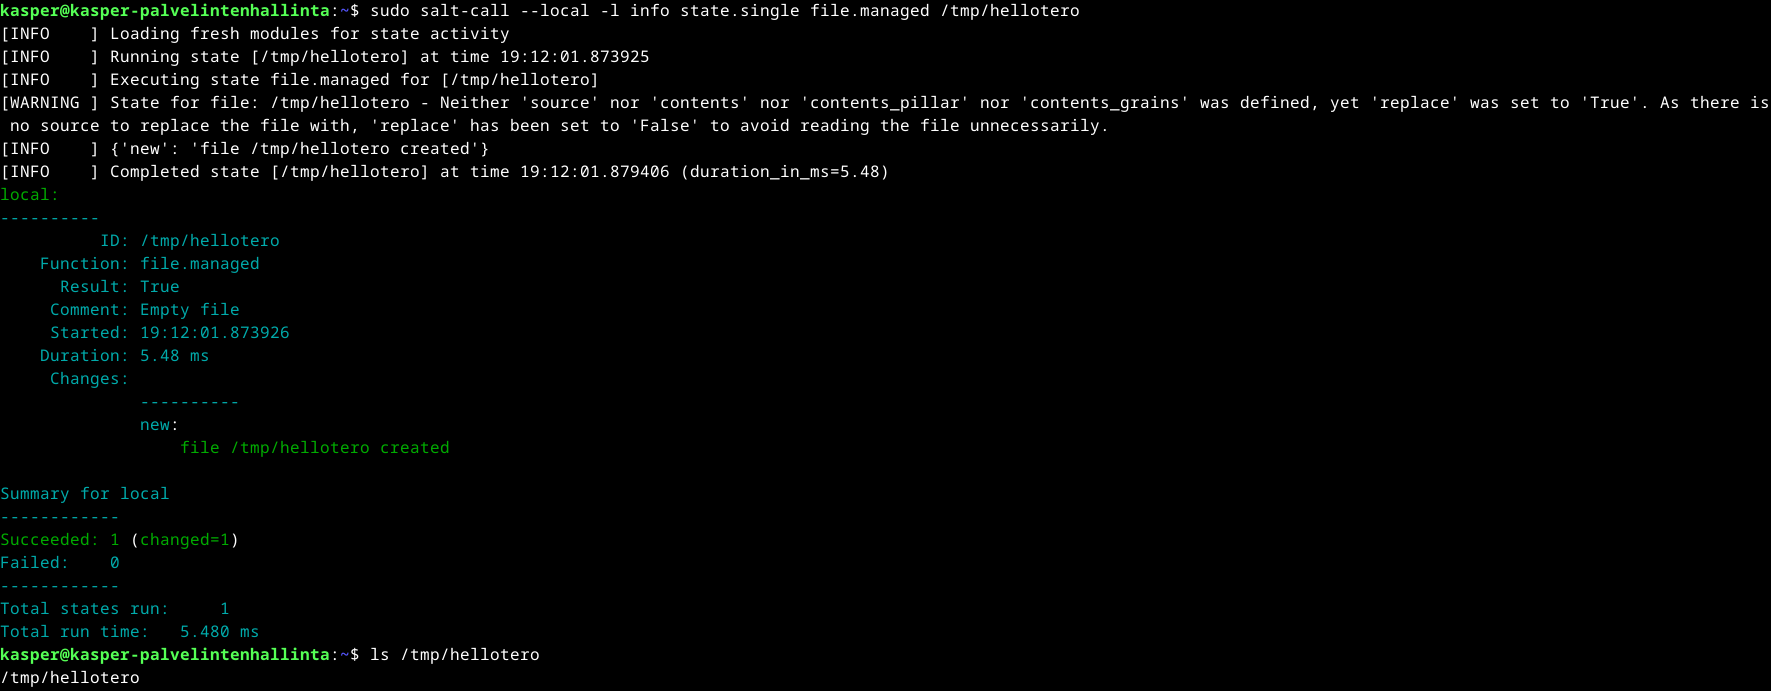 kasper@kasper-palvelintenhallinta:~$ sudo salt-call --local -l info state.single file.managed /tmp/hellotero
[INFO    ] Loading fresh modules for state activity
[INFO    ] Running state [/tmp/hellotero] at time 19:12:01.873925
[INFO    ] Executing state file.managed for [/tmp/hellotero]
[WARNING ] State for file: /tmp/hellotero - Neither 'source' nor 'contents' nor 'contents_pillar' nor 'contents_grains' was defined, yet 'replace' was set to 'True'. As there is
 no source to replace the file with, 'replace' has been set to 'False' to avoid reading the file unnecessarily.
[INFO    ] {'new': 'file /tmp/hellotero created'}
[INFO    ] Completed state [/tmp/hellotero] at time 19:12:01.879406 (duration_in_ms=5.48)
local:
----------
          ID: /tmp/hellotero
    Function: file.managed
      Result: True
     Comment: Empty file
     Started: 19:12:01.873926
    Duration: 5.48 ms
     Changes:
              ----------
              new:
                  file /tmp/hellotero created

Summary for local
------------
Succeeded: 1 (changed=1)
Failed:    0
------------
Total states run:     1
Total run time:   5.480 ms
kasper@kasper-palvelintenhallinta:~$ ls /tmp/hellotero
/tmp/hellotero